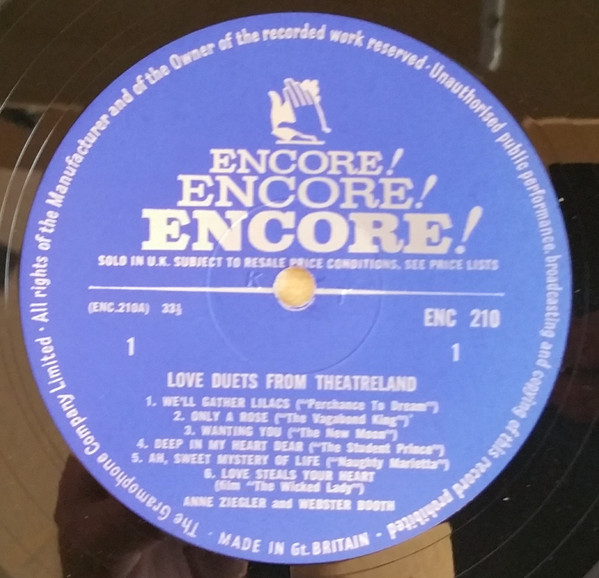 The Gramophone Company Limited · All rights of the Manufacturer and of the Owner of the recorded work reserved · Unauthorised public performance, broadcasting and copying of this record prohibited
ENCORE!
ENCORE!
ENCORE!
SOLD IN U.K. SUBJECT TO RESALE PRICE CONDITIONS, SEE PRICE LISTS
(ENC.210A) 33⅓
ENC 210
1
1
LOVE DUETS FROM THEATRELAND
1. WE'LL GATHER LILACS ("Perchance To Dream")
2. ONLY A ROSE ("The Vagabond King")
3. WANTING YOU ("The New Moon")
4. DEEP IN MY HEART DEAR ("The Student Prince")
5. AH, SWEET MYSTERY OF LIFE ("Naughty Marietta")
6. LOVE STEALS YOUR HEART
(film "The Wicked Lady")
ANNE ZIEGLER and WEBSTER BOOTH
· MADE IN Gt. BRITAIN -